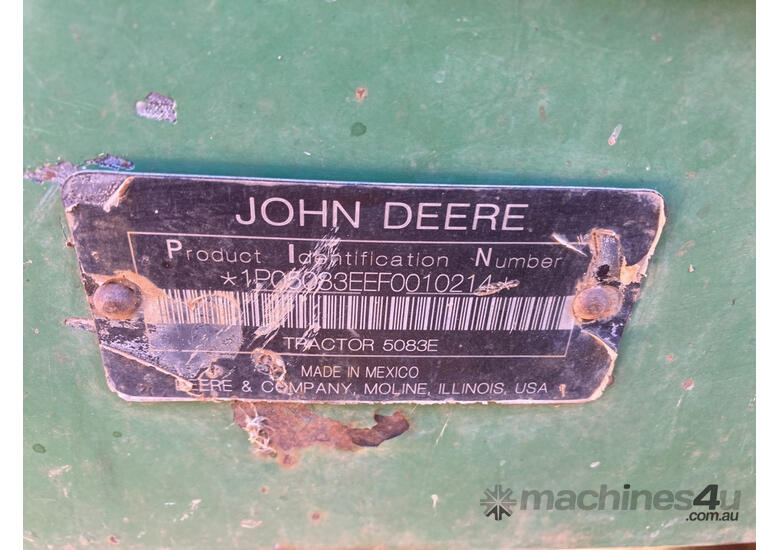 JOHN DEERE
Product Identification Number
*1P05083EEF0010214*
TRACTOR 5083E
MADE IN MEXICO
DEERE & COMPANY, MOLINE, ILLINOIS, USA
machines4u
.com.au